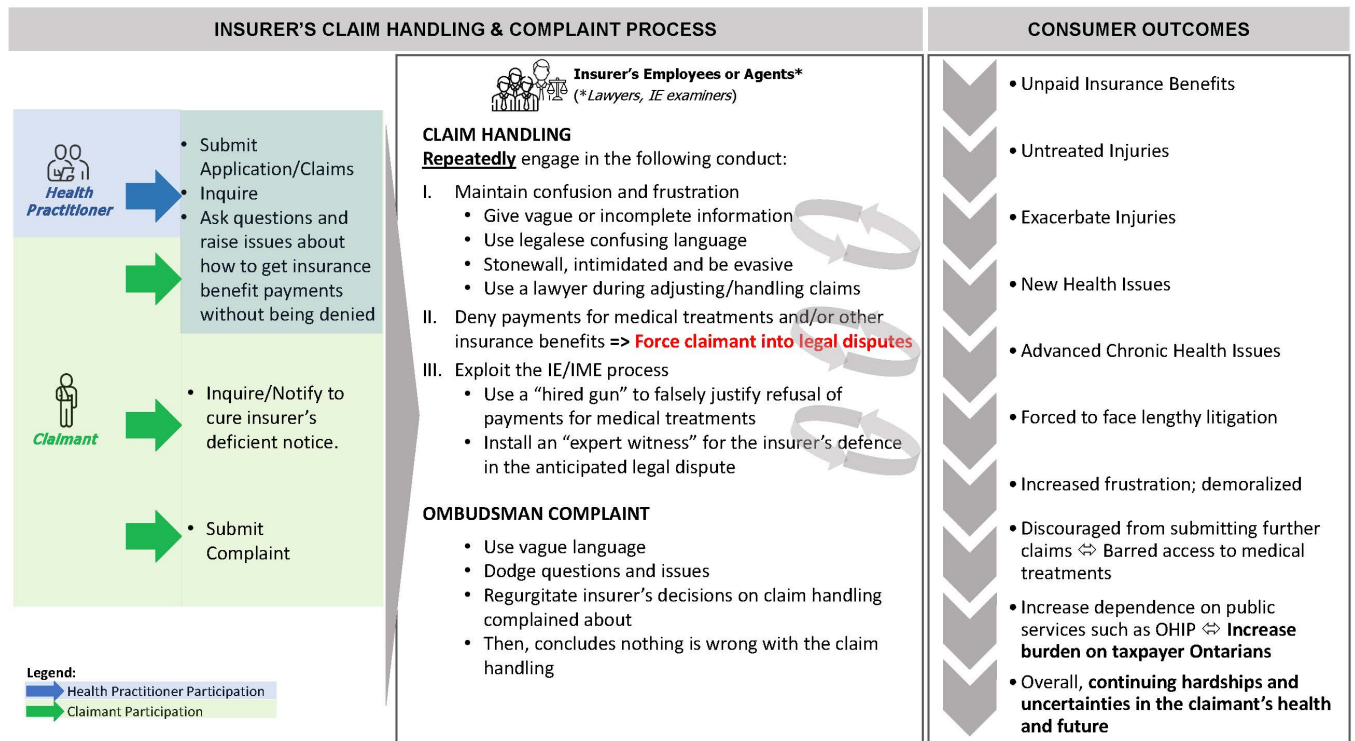 INSURER'S CLAIM HANDLING & COMPLAINT PROCESS
Health
Practitioner
• Submit
Application/Claims
• Inquire
• Ask questions and
raise issues about
how to get insurance
benefit payments
without being denied
Claimant
• Inquire/Notify to
cure insurer's
deficient notice.
• Submit
Complaint
Legend:
Health Practitioner Participation
Claimant Participation
Insurer's Employees or Agents*
(*Lawyers, IE examiners)
CLAIM HANDLING
Repeatedly engage in the following conduct:
I. Maintain confusion and frustration
• Give vague or incomplete information
• Use legalese confusing language
• Stonewall, intimidated and be evasive
• Use a lawyer during adjusting/handling claims
II. Deny payments for medical treatments and/or other
insurance benefits => Force claimant into legal disputes
III. Exploit the IE/IME process
• Use a “hired gun” to falsely justify refusal of
payments for medical treatments
• Install an “expert witness” for the insurer's defence
in the anticipated legal dispute
OMBUDSMAN COMPLAINT
• Use vague language
• Dodge questions and issues
• Regurgitate insurer's decisions on claim handling
complained about
• Then, concludes nothing is wrong with the claim
handling
CONSUMER OUTCOMES
• Unpaid Insurance Benefits
• Untreated Injuries
• Exacerbate Injuries
• New Health Issues
• Advanced Chronic Health Issues
• Forced to face lengthy litigation
• Increased frustration; demoralized
• Discouraged from submitting further
claims ⇔ Barred access to medical
treatments
• Increase dependence on public
services such as OHIP ⇔ Increase
burden on taxpayer Ontarians
• Overall, continuing hardships and
uncertainties in the claimant's health
and future